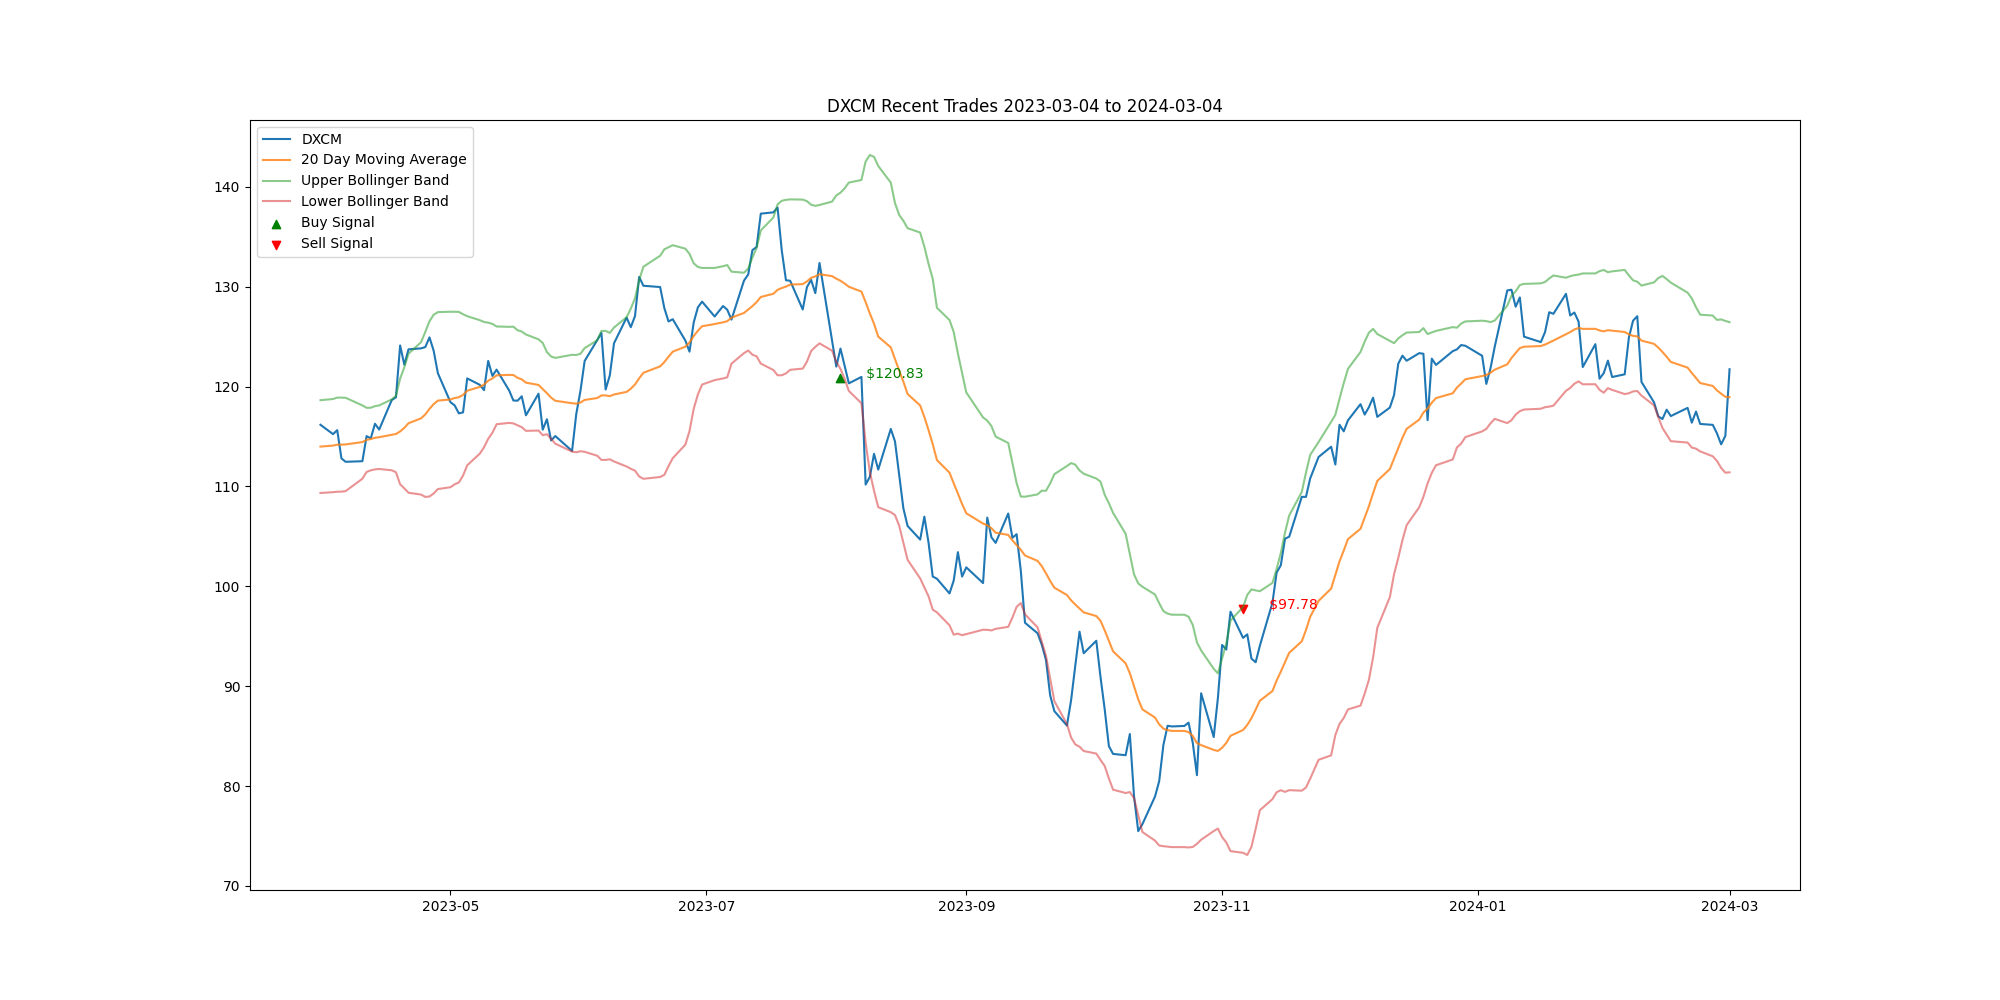 DXCM Recent Trades 2023-03-04 to 2024-03-04
DXCM
20 Day Moving Average
Upper Bollinger Band
Lower Bollinger Band
Buy Signal
Sell Signal
140
130
120
110
100
90
80
70
$120.83
$97.78
2023-05
2023-07
2023-09
2023-11
2024-01
2024-03